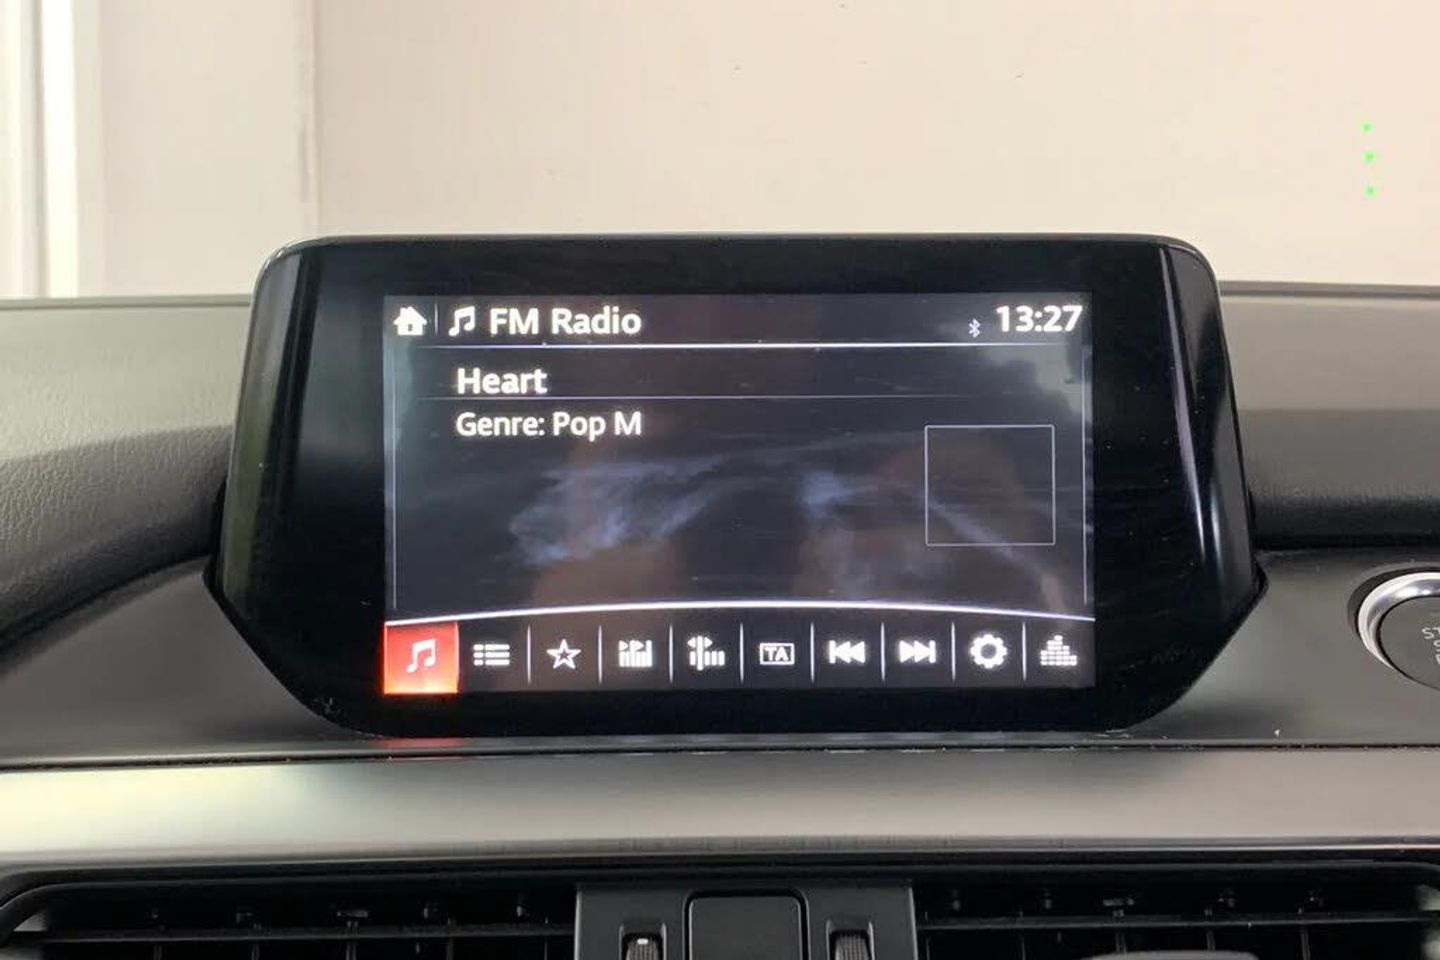 FM Radio
13:27
Heart
Genre: Pop M
TA